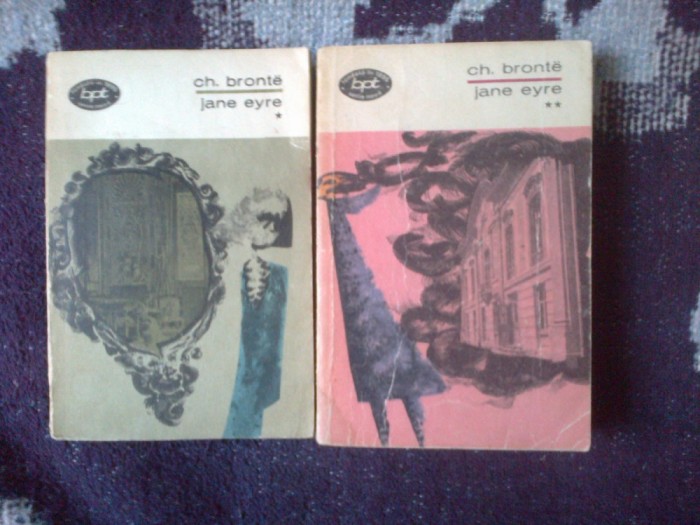 bpt
ch. brontë
jane eyre
*
bpt
ch. brontë
jane eyre
**